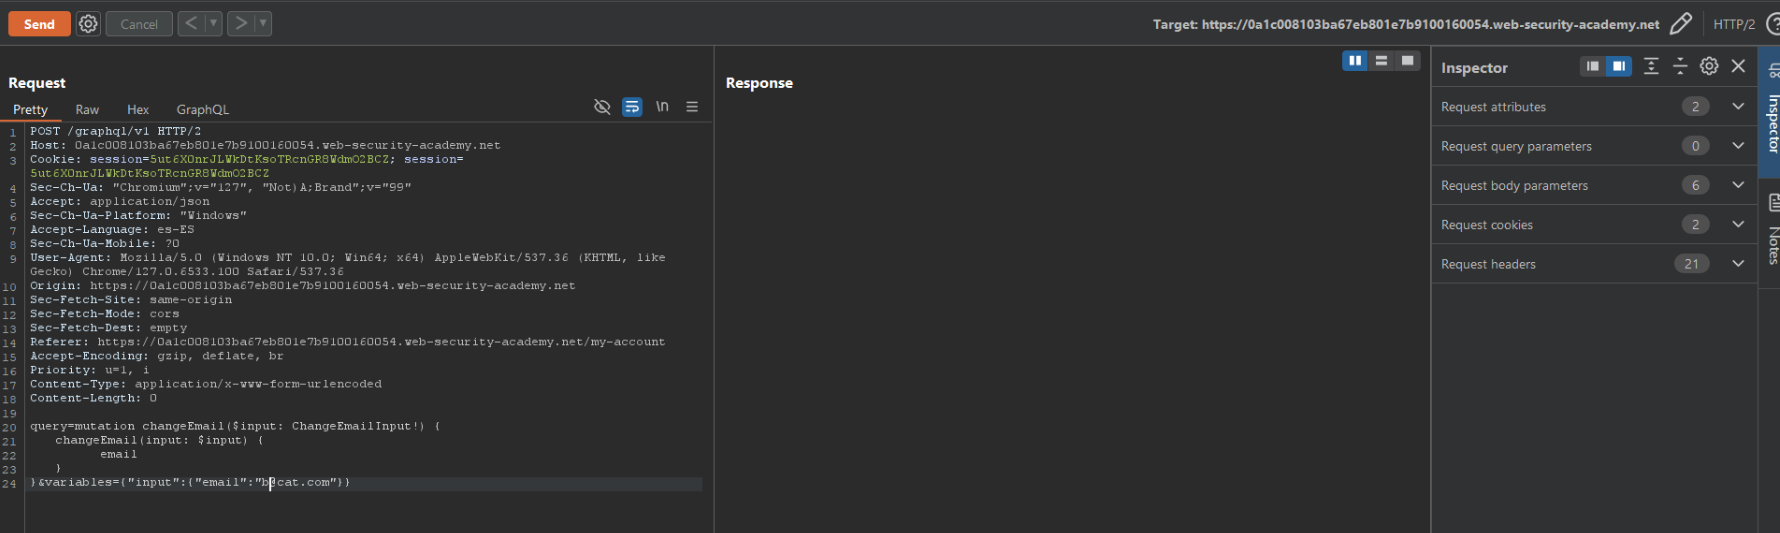 Send
Cancel
Target: https://0a1c008103ba67eb801e7b9100160054.web-security-academy.net
HTTP/2
Request
Response
Inspector
Pretty
Raw
Hex
GraphQL
\n
1 POST /graphql/v1 HTTP/2
2 Host: 0a1c008103ba67eb801e7b9100160054.web-security-academy.net
3 Cookie: session=5ut6XOnrJLWkDtKsoTRcnGR8WdmO2BCZ; session=
5ut6XOnrJLWkDtKsoTRcnGR8WdmO2BCZ
4 Sec-Ch-Ua: "Chromium";v="127", "Not)A;Brand";v="99"
5 Accept: application/json
6 Sec-Ch-Ua-Platform: "Windows"
7 Accept-Language: es-ES
8 Sec-Ch-Ua-Mobile: ?0
9 User-Agent: Mozilla/5.0 (Windows NT 10.0; Win64; x64) AppleWebKit/537.36 (KHTML, like
Gecko) Chrome/127.0.6533.100 Safari/537.36
10 Origin: https://0a1c008103ba67eb801e7b9100160054.web-security-academy.net
11 Sec-Fetch-Site: same-origin
12 Sec-Fetch-Mode: cors
13 Sec-Fetch-Dest: empty
14 Referer: https://0a1c008103ba67eb801e7b9100160054.web-security-academy.net/my-account
15 Accept-Encoding: gzip, deflate, br
16 Priority: u=1, i
17 Content-Type: application/x-www-form-urlencoded
18 Content-Length: 0
19
20 query=mutation changeEmail($input: ChangeEmailInput!) {
21 changeEmail(input: $input) {
22 email
23 }
24 }&variables={"input":{"email":"b@cat.com"}}
Request attributes 2
Request query parameters 0
Request body parameters 6
Request cookies 2
Request headers 21
Inspector
Notes